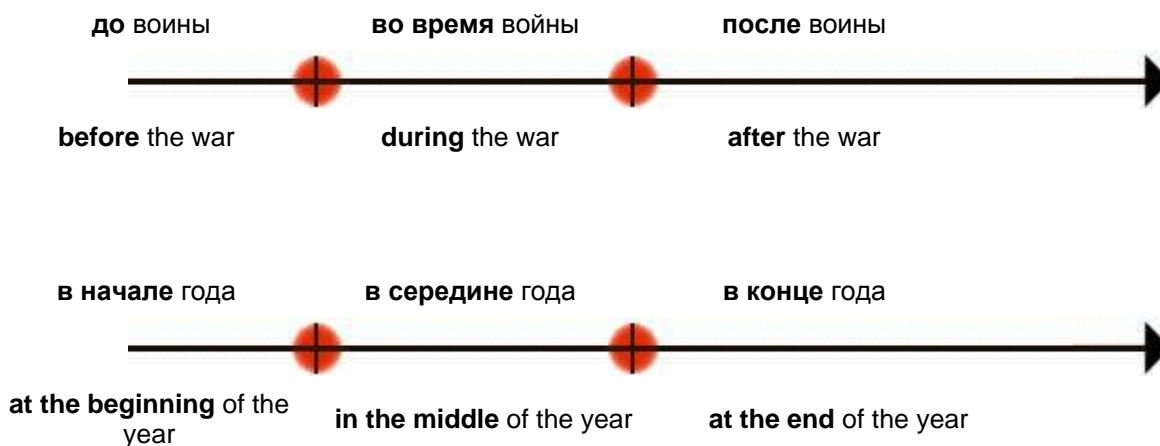 до воины во время войны после воины
before the war during the war after the war
в начале года в середине года в конце года
at the beginning of the
year
in the middle of the year at the end of the year